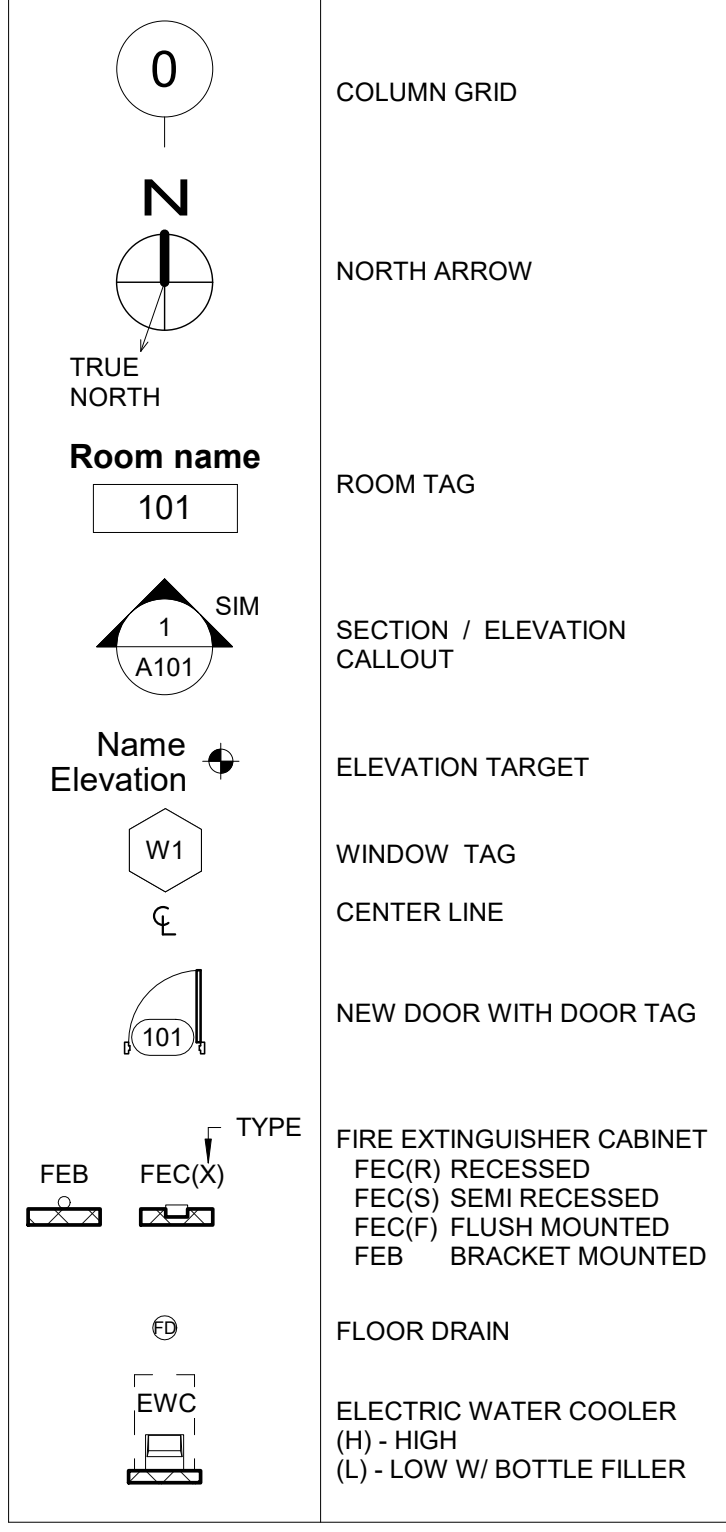 0
COLUMN GRID
N
NORTH ARROW
TRUE
NORTH
Room name
101
ROOM TAG
SIM
1
A101
SECTION / ELEVATION
CALLOUT
Name
Elevation
ELEVATION TARGET
W1
WINDOW TAG
℄
CENTER LINE
101
NEW DOOR WITH DOOR TAG
TYPE
FEB FEC(X)
FIRE EXTINGUISHER CABINET
FEC(R) RECESSED
FEC(S) SEMI RECESSED
FEC(F) FLUSH MOUNTED
FEB BRACKET MOUNTED
FD
FLOOR DRAIN
EWC
ELECTRIC WATER COOLER
(H) - HIGH
(L) - LOW W/ BOTTLE FILLER